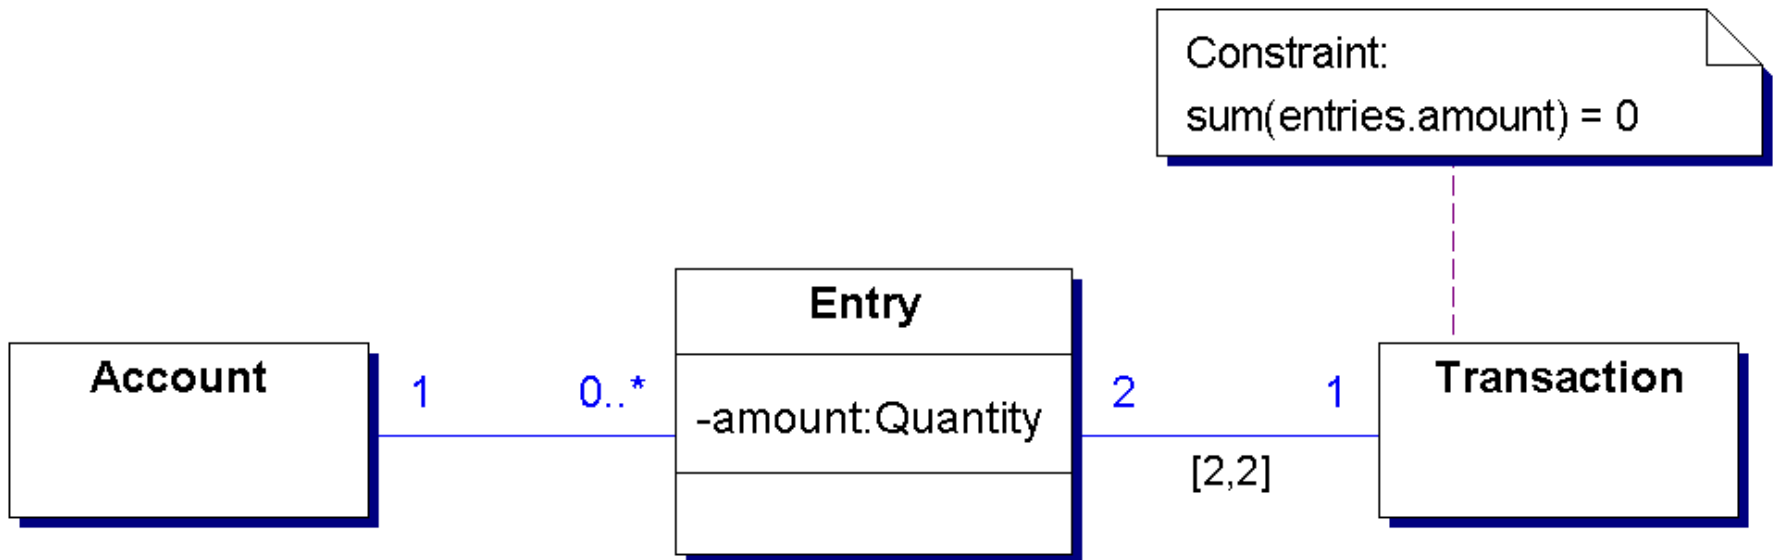 Constraint:
sum(entries.amount) = 0
Entry
Account
1
0..*
-amount:Quantity
2
1
Transaction
[2,2]